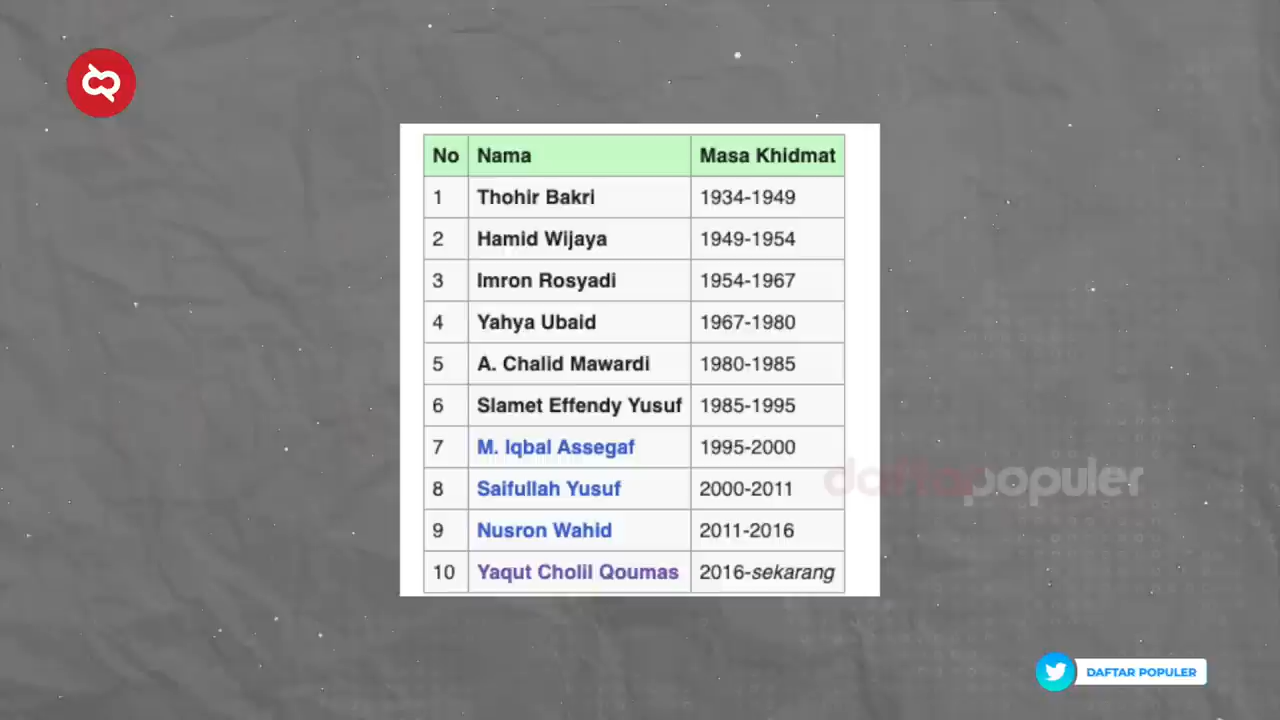 No Nama Masa Khidmat
1 Thohir Bakri 1934-1949
2 Hamid Wijaya 1949-1954
3 Imron Rosyadi 1954-1967
4 Yahya Ubaid 1967-1980
5 A. Chalid Mawardi 1980-1985
6 Slamet Effendy Yusuf 1985-1995
7 M. Iqbal Assegaf 1995-2000
8 Saifullah Yusuf 2000-2011
9 Nusron Wahid 2011-2016
10 Yaqut Cholil Qoumas 2016-sekarang
daftarpopuler
DAFTAR POPULER